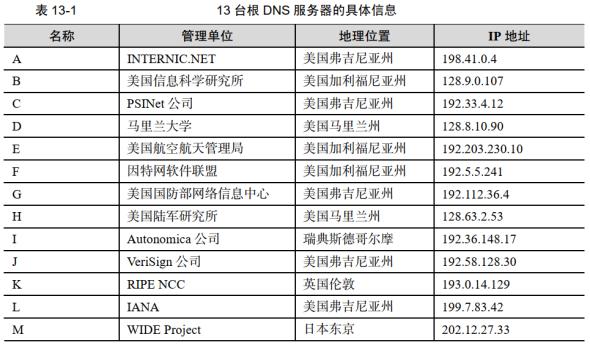 表 13-1 13 台根 DNS 服务器的具体信息
名称 管理单位 地理位置 IP 地址
A INTERNIC.NET 美国弗吉尼亚州 198.41.0.4
B 美国信息科学研究所 美国加利福尼亚州 128.9.0.107
C PSINet 公司 美国弗吉尼亚州 192.33.4.12
D 马里兰大学 美国马里兰州 128.8.10.90
E 美国航空航天管理局 美国加利福尼亚州 192.203.230.10
F 因特网软件联盟 美国加利福尼亚州 192.5.5.241
G 美国国防部网络信息中心 美国弗吉尼亚州 192.112.36.4
H 美国陆军研究所 美国马里兰州 128.63.2.53
I Autonomica 公司 瑞典斯德哥尔摩 192.36.148.17
J VeriSign 公司 美国弗吉尼亚州 192.58.128.30
K RIPE NCC 英国伦敦 193.0.14.129
L IANA 美国弗吉尼亚州 199.7.83.42
M WIDE Project 日本东京 202.12.27.33